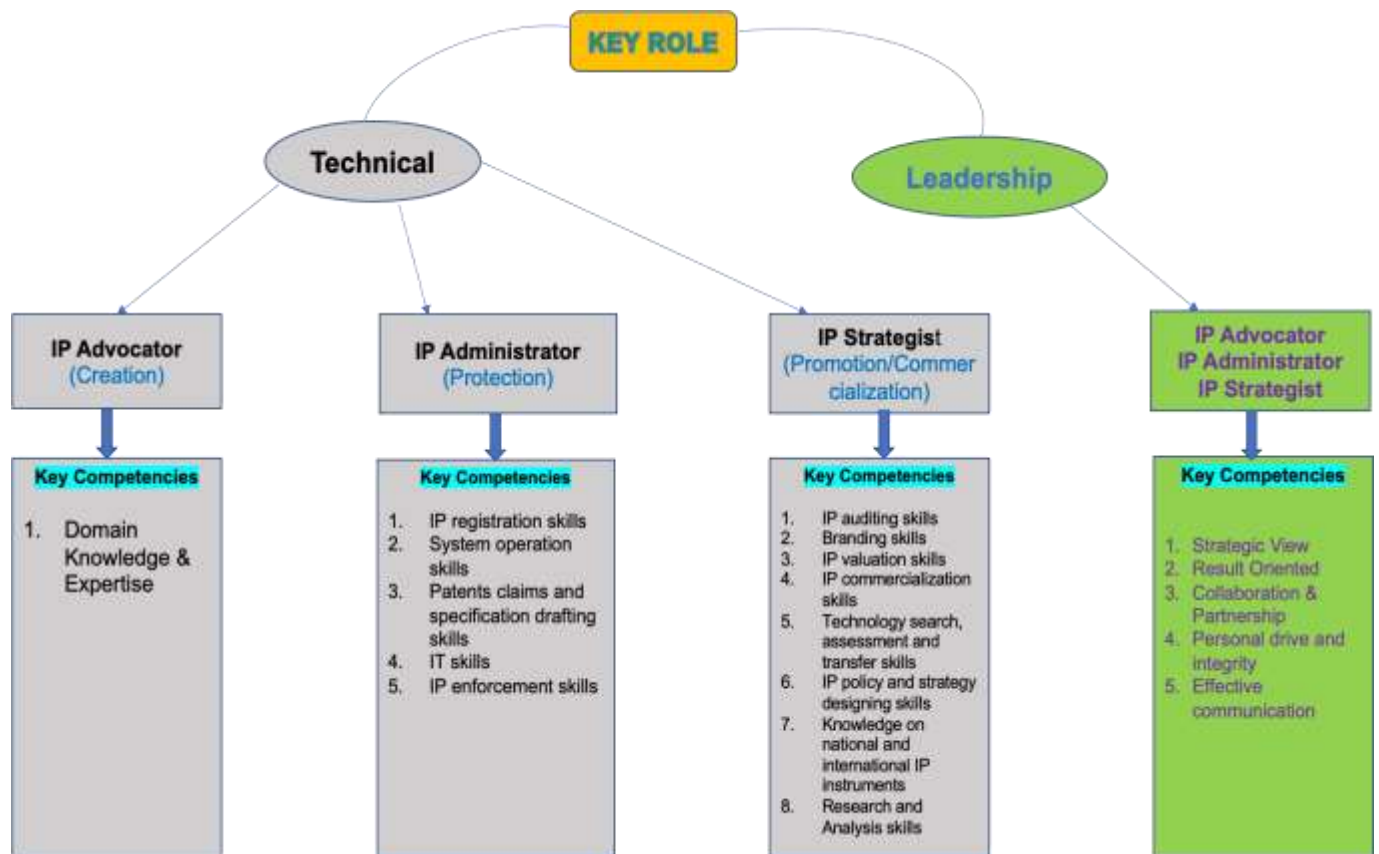 KEY ROLE
Technical
Leadership
IP Advocator
(Creation)
IP Administrator
(Protection)
IP Strategist
(Promotion/Commer
cialization)
IP Advocator
IP Administrator
IP Strategist
Key Competencies
1. Domain
Knowledge &
Expertise
Key Competencies
1. IP registration skills
2. System operation
skills
3. Patents claims and
specification drafting
skills
4. IT skills
5. IP enforcement skills
Key Competencies
1. IP auditing skills
2. Branding skills
3. IP valuation skills
4. IP commercialization
skills
5. Technology search,
assessment and
transfer skills
6. IP policy and strategy
designing skills
7. Knowledge on
national and
international IP
instruments
8. Research and
Analysis skills
Key Competencies
1. Strategic View
2. Result Oriented
3. Collaboration &
Partnership
4. Personal drive and
integrity
5. Effective
communication